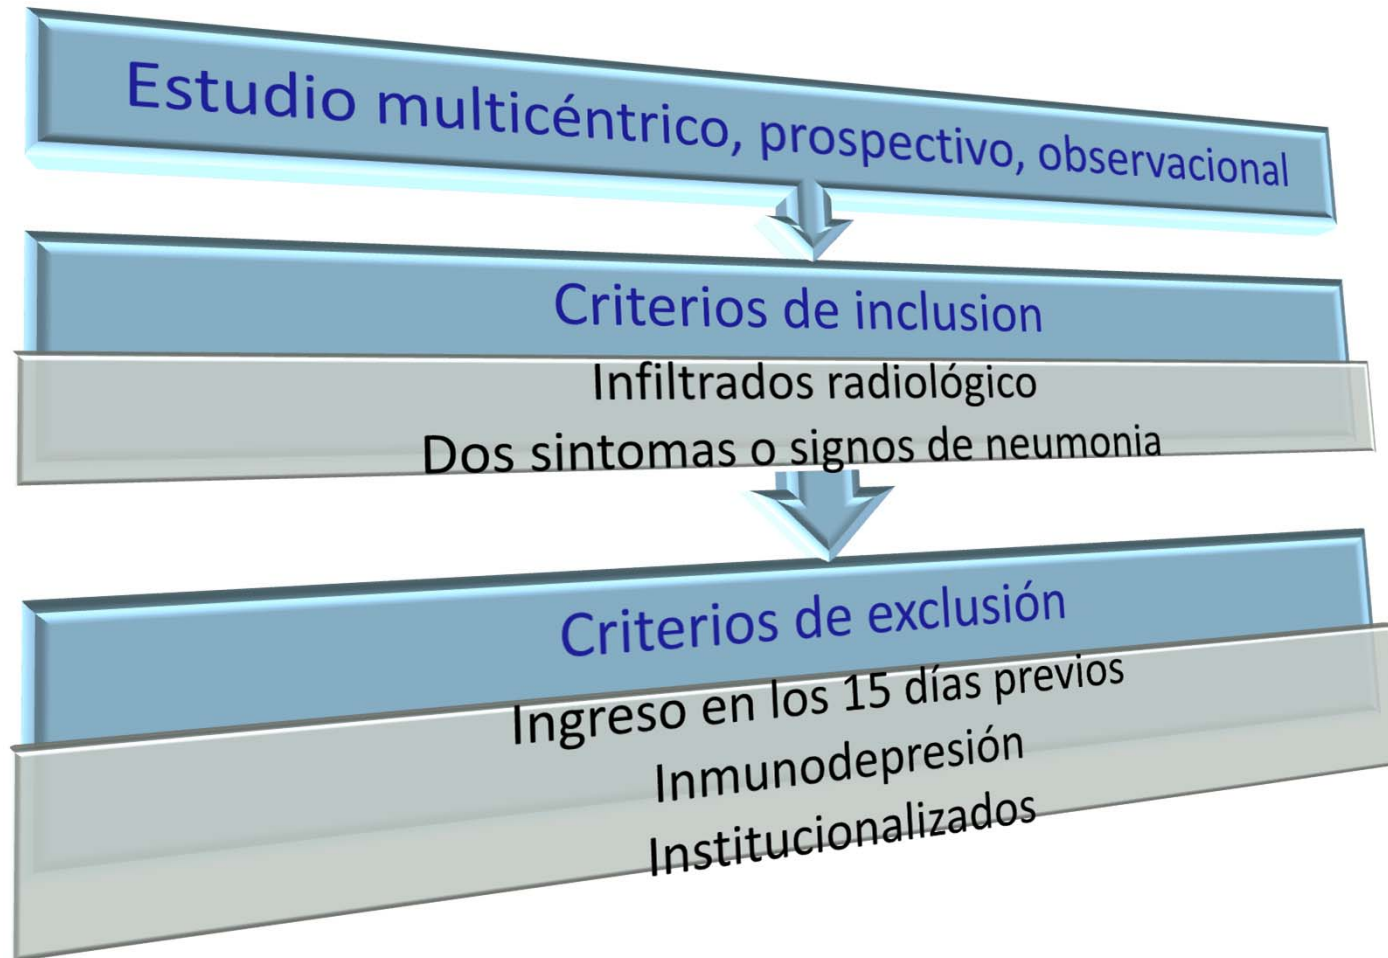 Estudio multicéntrico, prospectivo, observacional
Criterios de inclusion
Infiltrados radiológico
Dos sintomas o signos de neumonia
Criterios de exclusión
Ingreso en los 15 días previos
Inmunodepresión
Institucionalizados